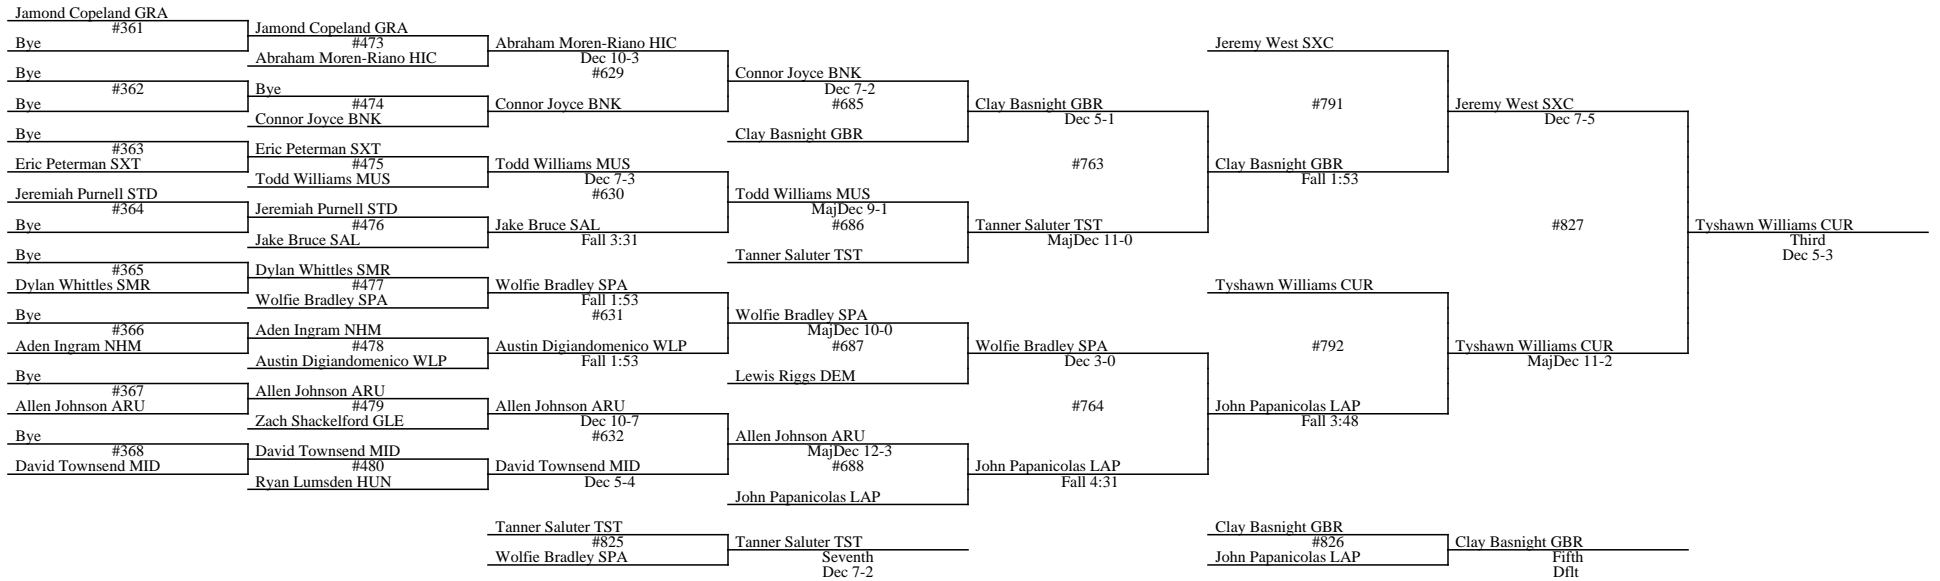 Jamond Copeland GRA
#361
Bye
Bye
#362
Bye
Bye
#363
Eric Peterman SXT
Jeremiah Purnell STD
#364
Bye
Bye
#365
Dylan Whittles SMR
Bye
#366
Aden Ingram NHM
Bye
#367
Allen Johnson ARU
Bye
#368
David Townsend MID
Jamond Copeland GRA
#473
Abraham Moren-Riano HIC
Bye
#474
Connor Joyce BNK
Eric Peterman SXT
#475
Todd Williams MUS
Jeremiah Purnell STD
#476
Jake Bruce SAL
Dylan Whittles SMR
#477
Wolfie Bradley SPA
Aden Ingram NHM
#478
Austin Digiandomenico WLP
Allen Johnson ARU
#479
Zach Shackelford GLE
David Townsend MID
#480
Ryan Lumsden HUN
Abraham Moren-Riano HIC
Dec 10-3
#629
Connor Joyce BNK
Todd Williams MUS
Dec 7-3
#630
Jake Bruce SAL
Fall 3:31
Wolfie Bradley SPA
Fall 1:53
#631
Austin Digiandomenico WLP
Fall 1:53
Allen Johnson ARU
Dec 10-7
#632
David Townsend MID
Dec 5-4
Connor Joyce BNK
Dec 7-2
#685
Clay Basnight GBR
Todd Williams MUS
MajDec 9-1
#686
Tanner Saluter TST
Wolfie Bradley SPA
MajDec 10-0
#687
Lewis Riggs DEM
Allen Johnson ARU
MajDec 12-3
#688
John Papanicolas LAP
Clay Basnight GBR
Dec 5-1
#763
Tanner Saluter TST
MajDec 11-0
Wolfie Bradley SPA
Dec 3-0
#764
John Papanicolas LAP
Fall 4:31
Jeremy West SXC
#791
Clay Basnight GBR
Fall 1:53
Tyshawn Williams CUR
#792
John Papanicolas LAP
Fall 3:48
Jeremy West SXC
Dec 7-5
#827
Tyshawn Williams CUR
MajDec 11-2
Tyshawn Williams CUR
Third
Dec 5-3
Tanner Saluter TST
#825
Wolfie Bradley SPA
Tanner Saluter TST
Seventh
Dec 7-2
Clay Basnight GBR
#826
John Papanicolas LAP
Clay Basnight GBR
Fifth
Dflt